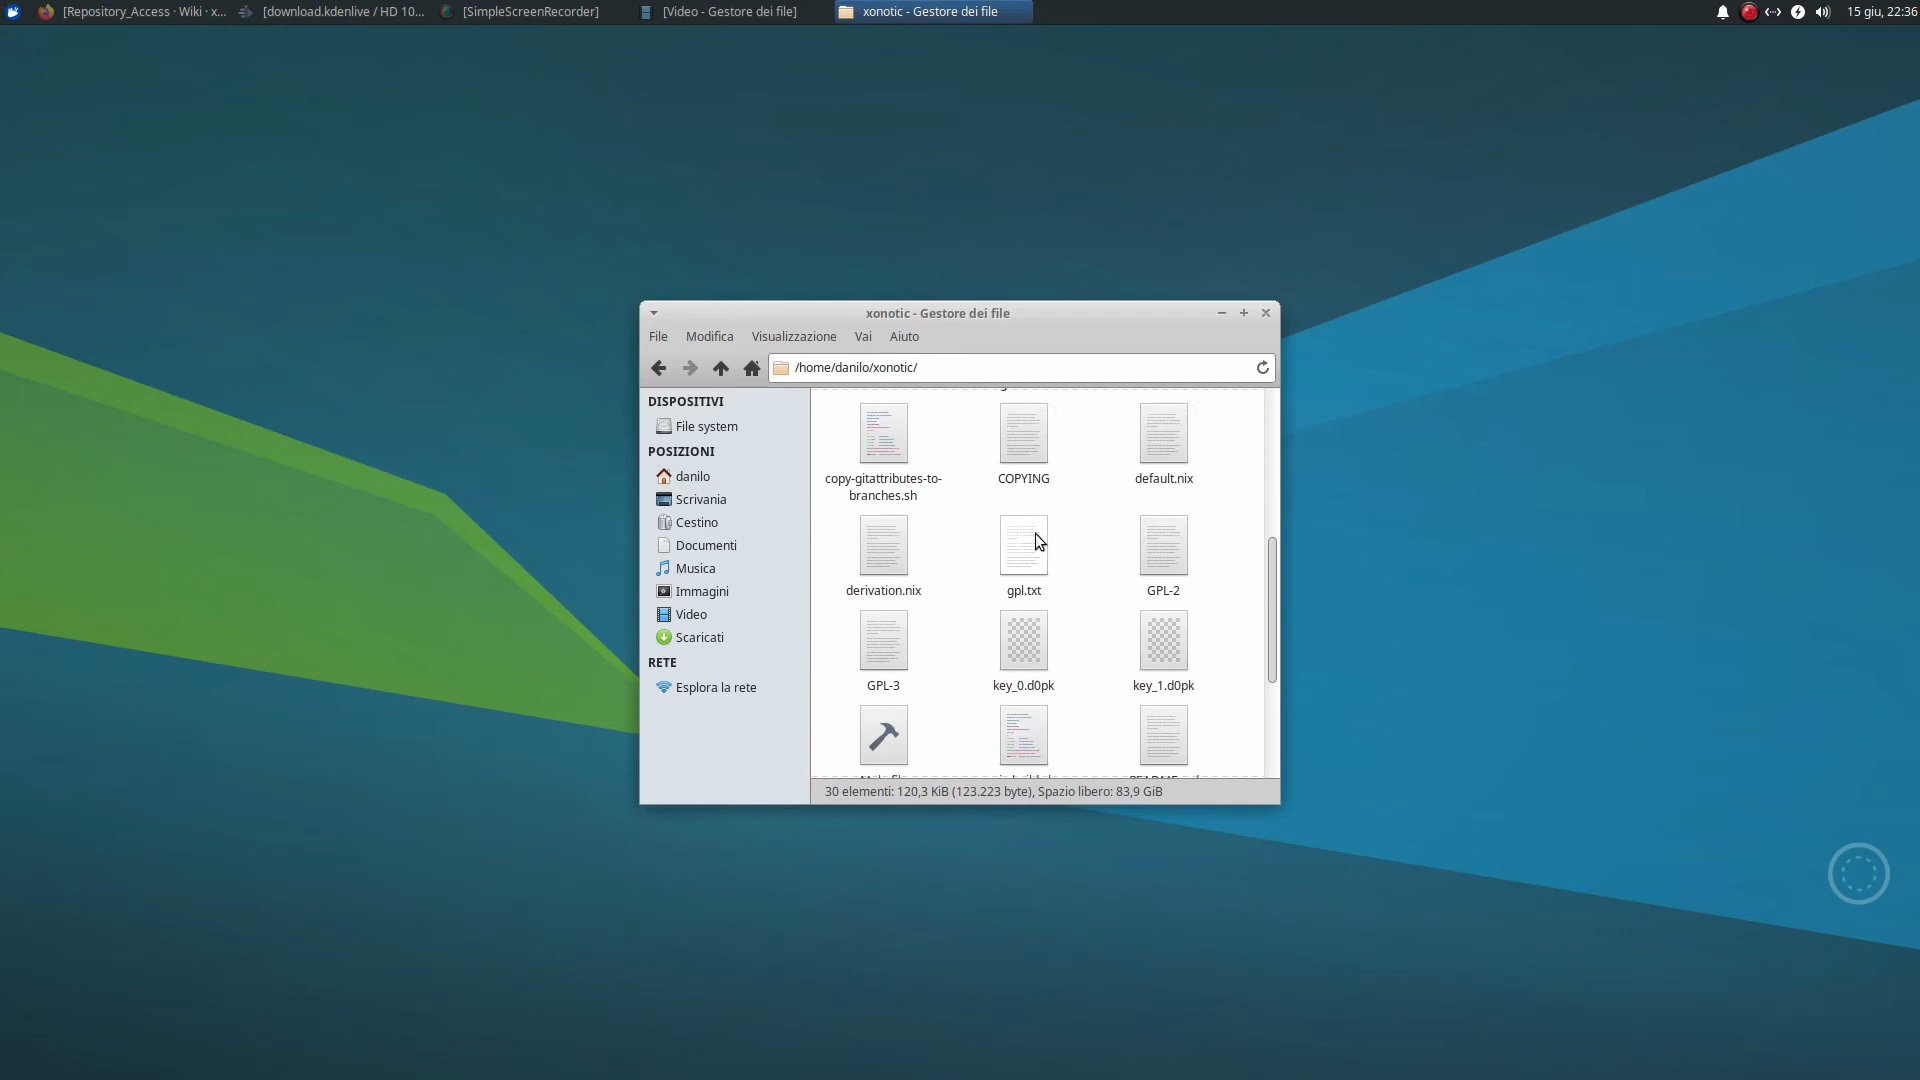 [Repository_Access · Wiki · x...
[download.kdenlive / HD 10...
[SimpleScreenRecorder]
[Video - Gestore dei file]
xonotic - Gestore dei file
15 giu, 22:36
xonotic - Gestore dei file
File Modifica Visualizzazione Vai Aiuto
/home/danilo/xonotic/
DISPOSITIVI
File system
POSIZIONI
danilo
Scrivania
Cestino
Documenti
Musica
Immagini
Video
Scaricati
RETE
Esplora la rete
copy-gitattributes-to-
branches.sh
COPYING
default.nix
derivation.nix
gpl.txt
GPL-2
GPL-3
key_0.d0pk
key_1.d0pk
30 elementi: 120,3 KiB (123.223 byte), Spazio libero: 83,9 GiB